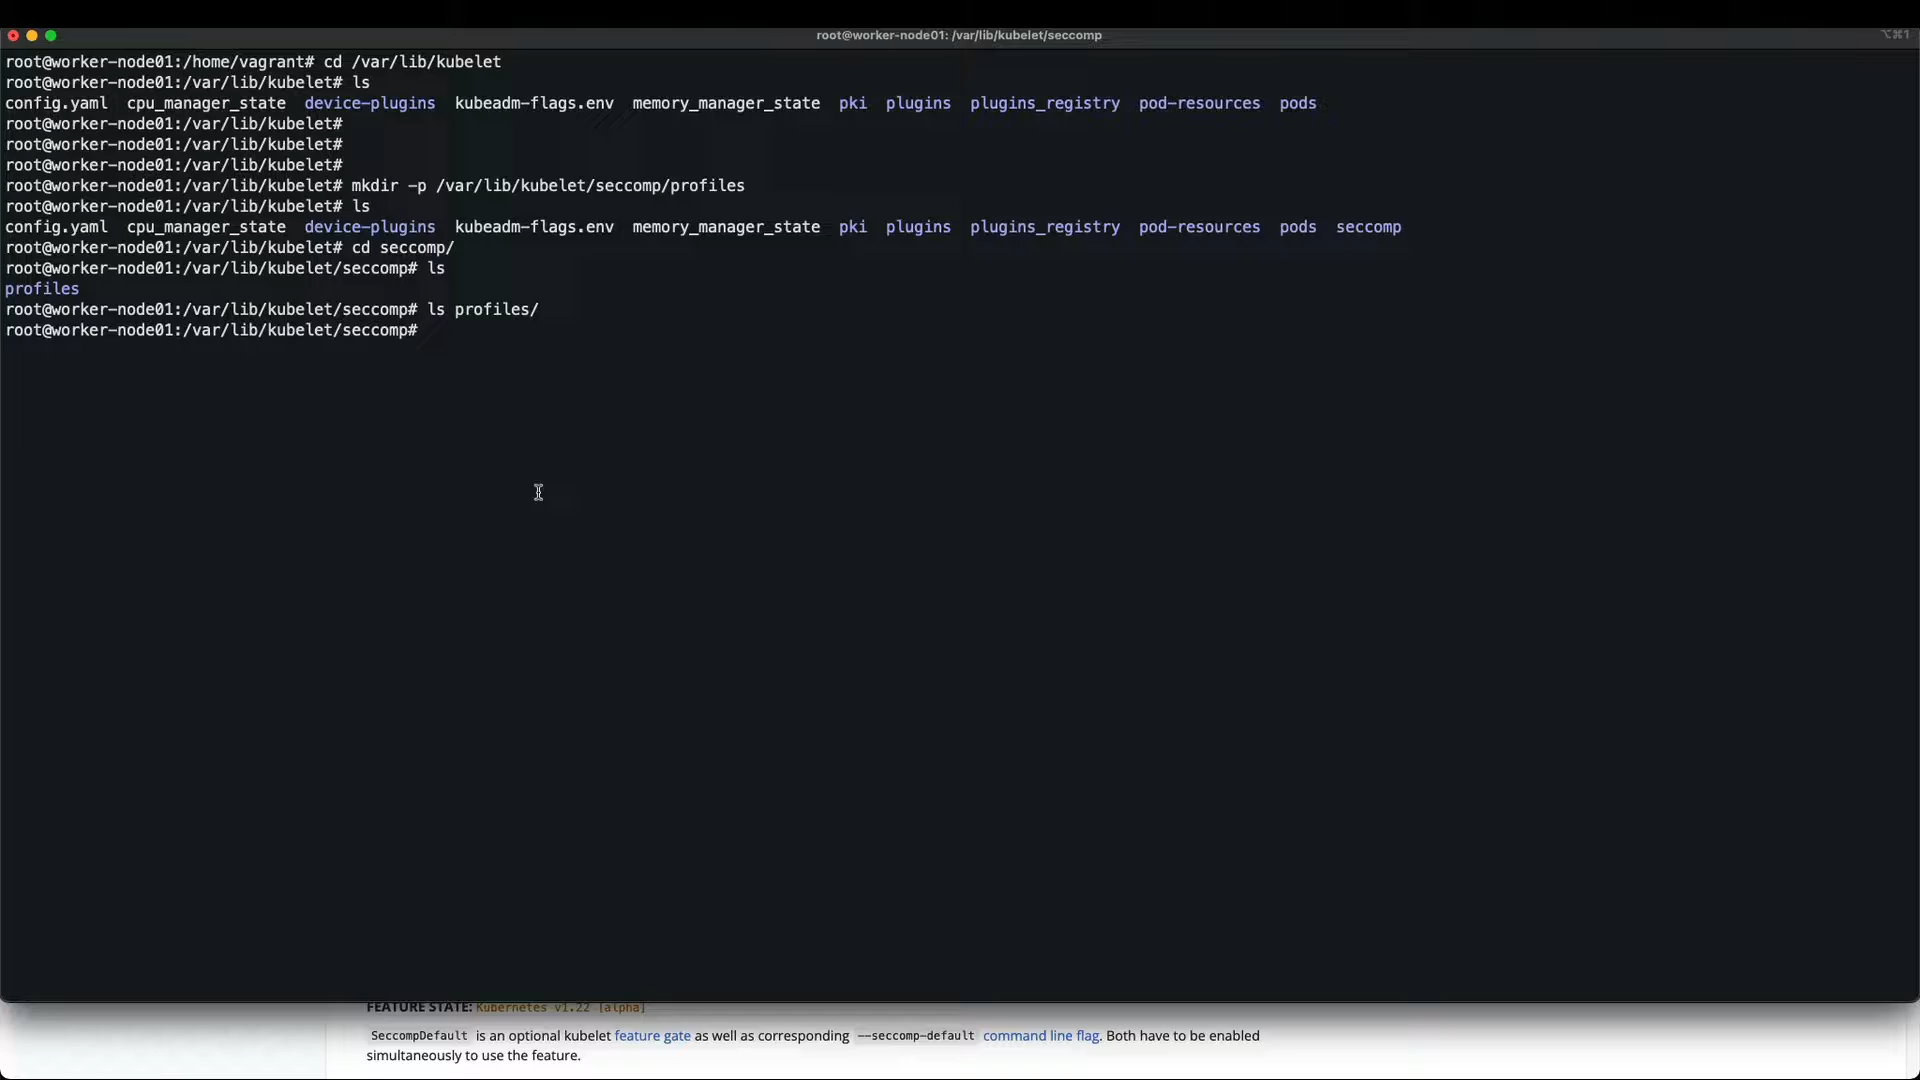 root@worker-node01: /var/lib/kubelet/seccomp
⌥⌘1
root@worker-node01:/home/vagrant# cd /var/lib/kubelet
root@worker-node01:/var/lib/kubelet# ls
config.yaml  cpu_manager_state  device-plugins  kubeadm-flags.env  memory_manager_state  pki  plugins  plugins_registry  pod-resources  pods
root@worker-node01:/var/lib/kubelet#
root@worker-node01:/var/lib/kubelet#
root@worker-node01:/var/lib/kubelet#
root@worker-node01:/var/lib/kubelet# mkdir -p /var/lib/kubelet/seccomp/profiles
root@worker-node01:/var/lib/kubelet# ls
config.yaml  cpu_manager_state  device-plugins  kubeadm-flags.env  memory_manager_state  pki  plugins  plugins_registry  pod-resources  pods  seccomp
root@worker-node01:/var/lib/kubelet# cd seccomp/
root@worker-node01:/var/lib/kubelet/seccomp# ls
profiles
root@worker-node01:/var/lib/kubelet/seccomp# ls profiles/
root@worker-node01:/var/lib/kubelet/seccomp#
FEATURE STATE: Kubernetes v1.22 [alpha]
SeccompDefault is an optional kubelet feature gate as well as corresponding --seccomp-default command line flag. Both have to be enabled
simultaneously to use the feature.